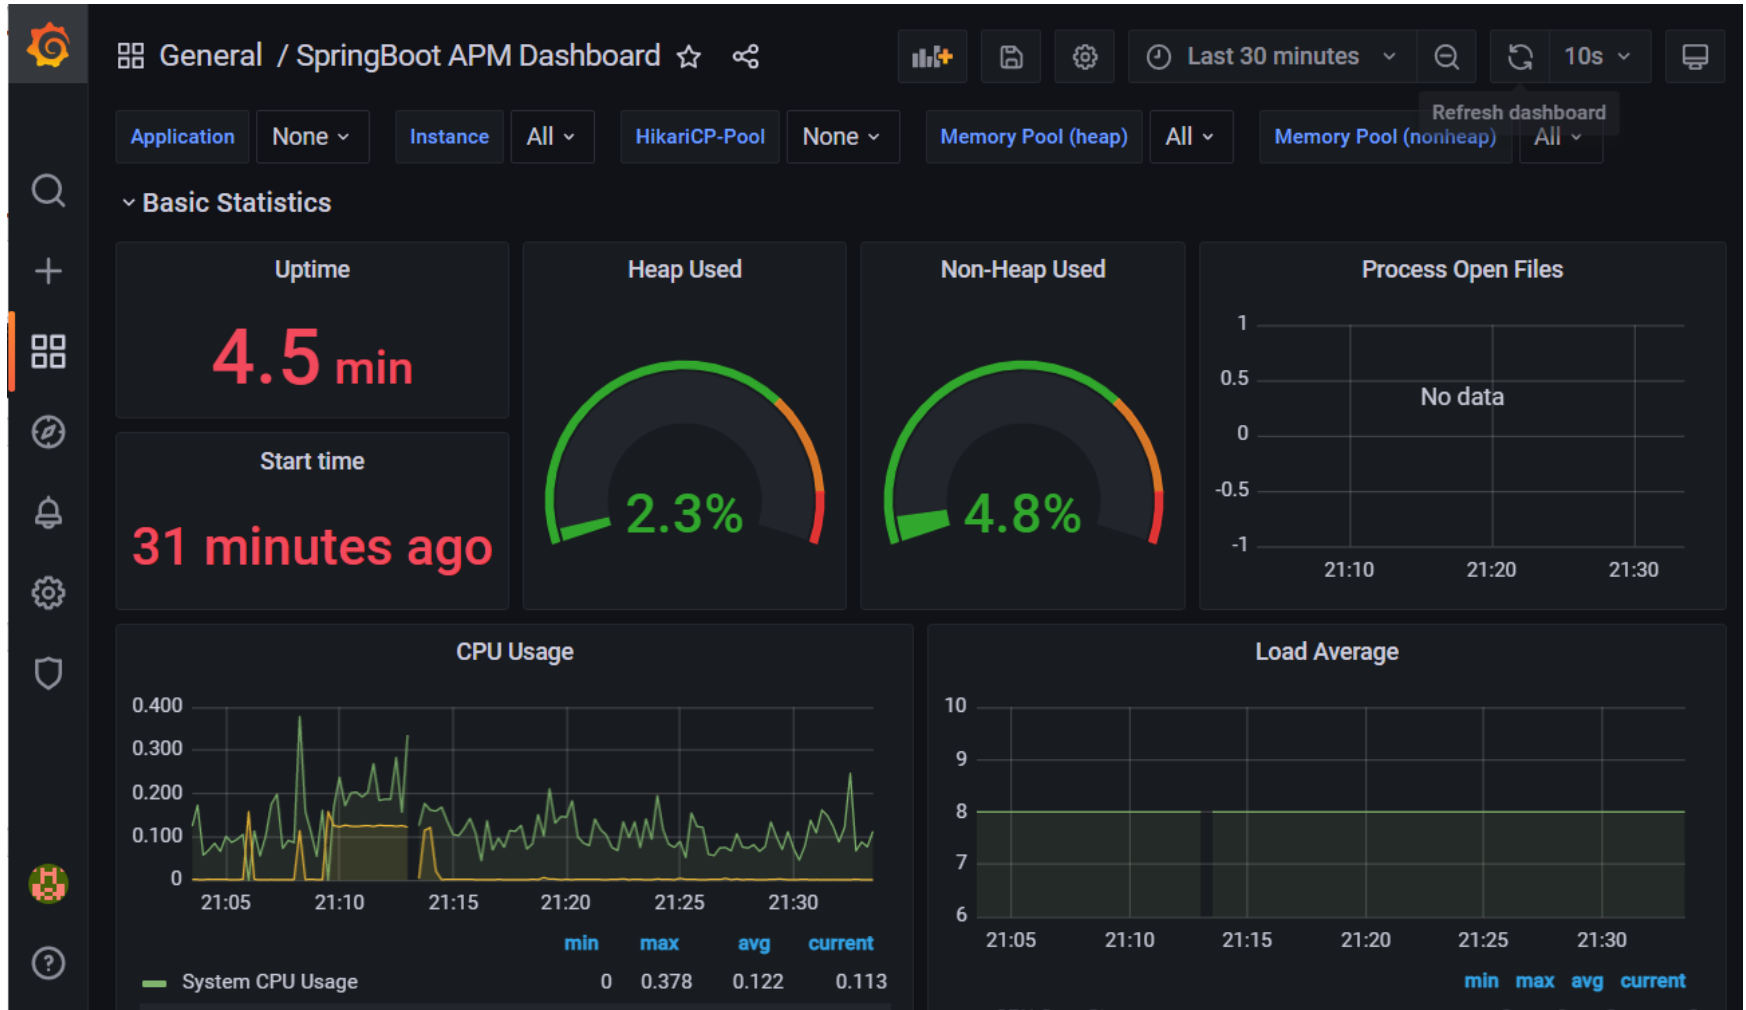 General / SpringBoot APM Dashboard
Last 30 minutes
10s
Refresh dashboard
Application None Instance All HikariCP-Pool None Memory Pool (heap) All Memory Pool (nonheap) All
Basic Statistics
Uptime
4.5 min
Start time
31 minutes ago
Heap Used
2.3%
Non-Heap Used
4.8%
Process Open Files
1
0.5
0
-0.5
-1
No data
21:10 21:20 21:30
CPU Usage
0.400
0.300
0.200
0.100
0
21:05 21:10 21:15 21:20 21:25 21:30
min max avg current
System CPU Usage 0 0.378 0.122 0.113
Load Average
10
9
8
7
6
21:05 21:10 21:15 21:20 21:25 21:30
min max avg current